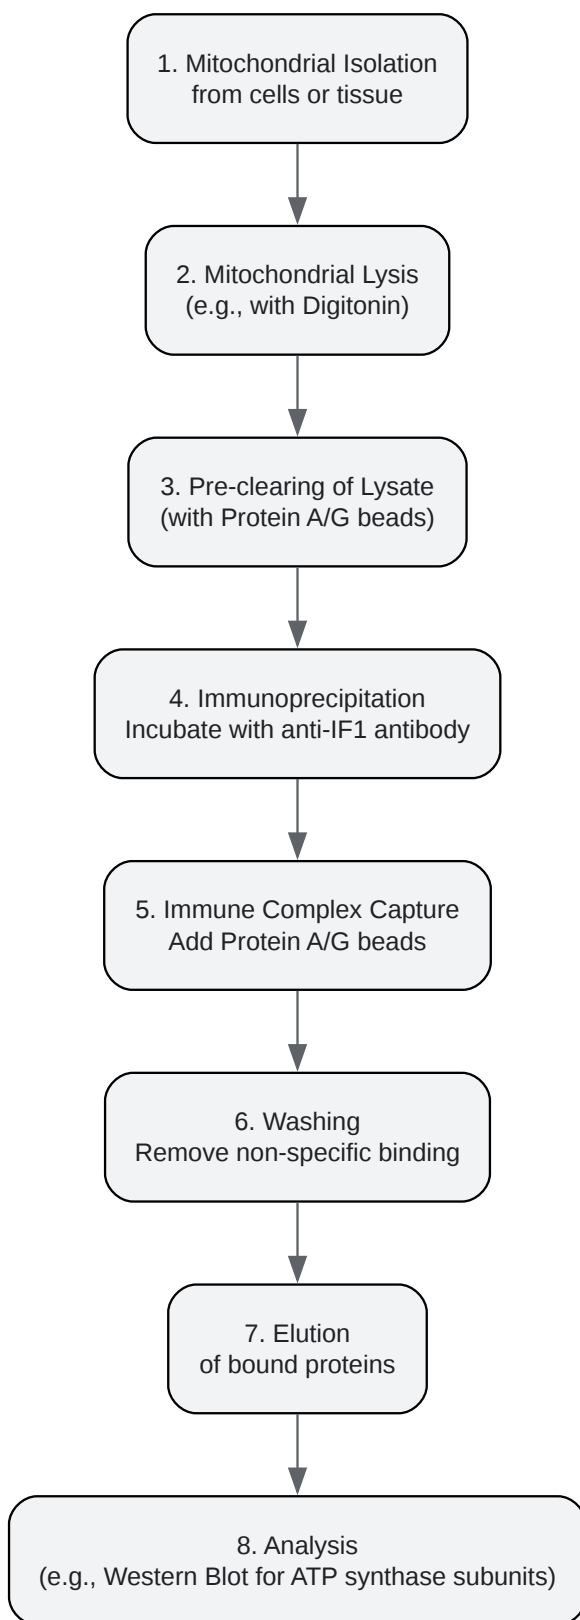 1. Mitochondrial Isolation
from cells or tissue
2. Mitochondrial Lysis
(e.g., with Digitonin)
3. Pre-clearing of Lysate
(with Protein A/G beads)
4. Immunoprecipitation
Incubate with anti-IF1 antibody
5. Immune Complex Capture
Add Protein A/G beads
6. Washing
Remove non-specific binding
7. Elution
of bound proteins
8. Analysis
(e.g., Western Blot for ATP synthase subunits)